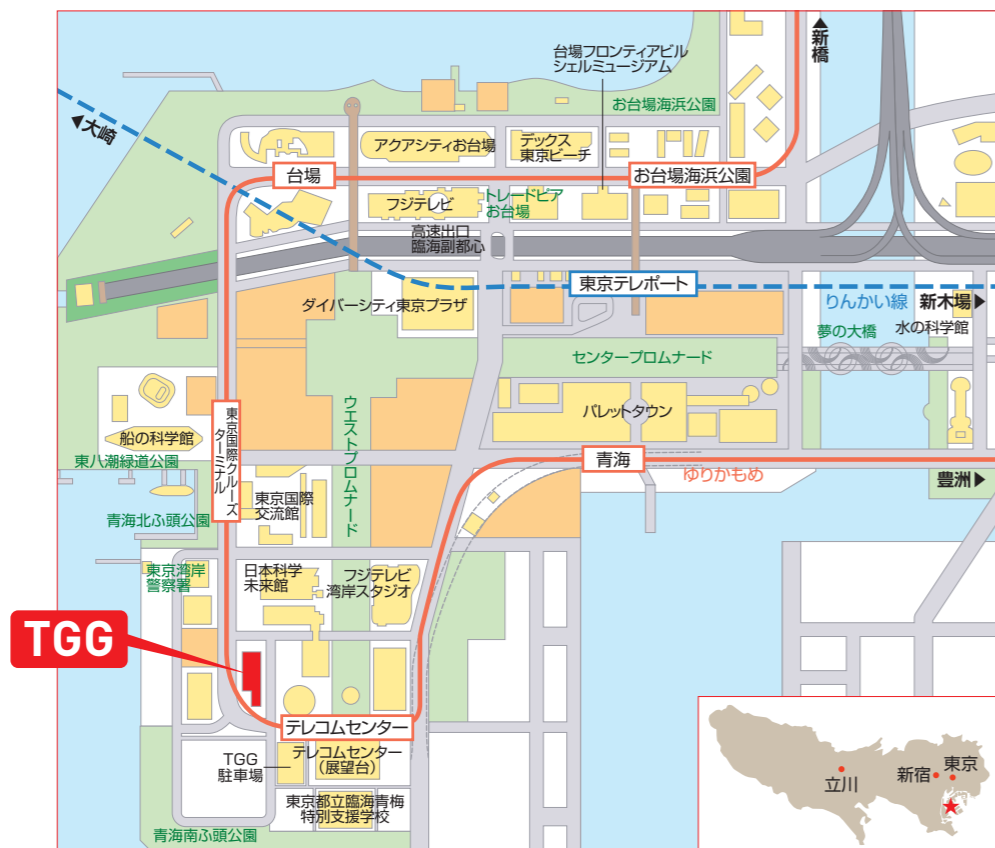 ▲新橋
台場フロンティアビル
シェルミュージアム
お台場海浜公園
◀大崎
アクアシティお台場
デックス
東京ビーチ
台場
お台場海浜公園
フジテレビ
トレードピア
お台場
高速出口
臨海副都心
東京テレポート
ダイバーシティ東京プラザ
りんかい線
新木場▶
夢の大橋
水の科学館
センタープロムナード
ウエストプロムナード
パレットタウン
船の科学館
東京国際クルーズ
ターミナル
東八潮緑道公園
青海
ゆりかもめ
豊洲▶
東京国際
交流館
青海北ふ頭公園
東京湾岸
警察署
日本科学
未来館
フジテレビ
湾岸スタジオ
TGG
テレコムセンター
TGG
駐車場
テレコムセンター
（展望台）
東京都立臨海青梅
特別支援学校
青海南ふ頭公園
立川
新宿
東京